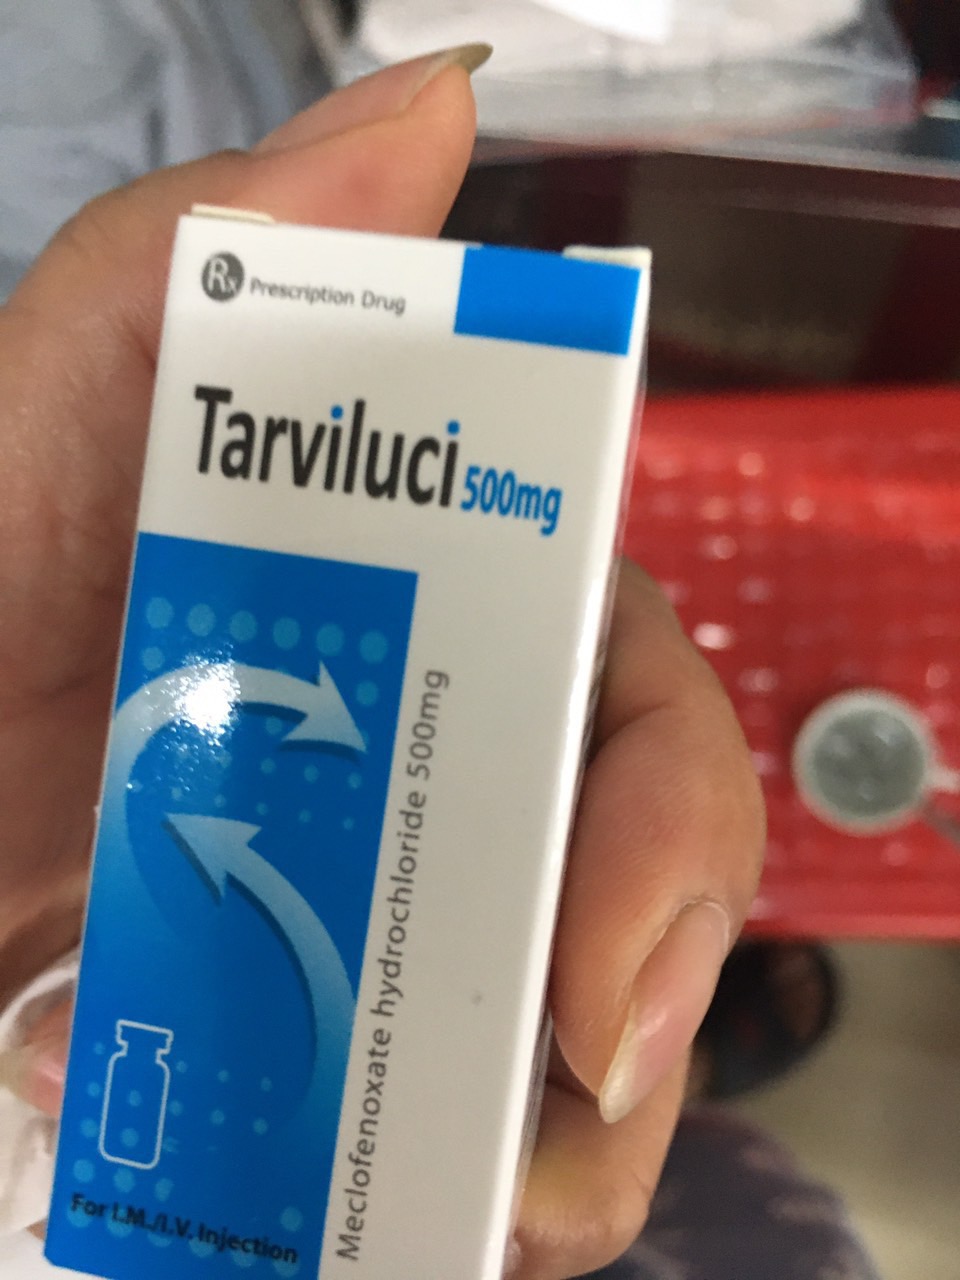 Rx Prescription Drug
Tarviluci 500mg
Meclofenoxate hydrochloride 500mg
For I.M./I.V. Injection